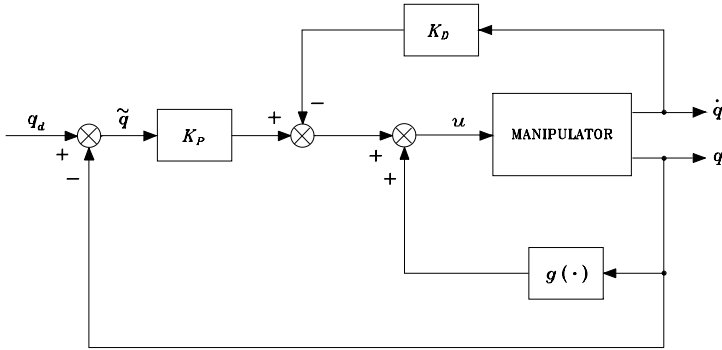 K_D
q̇
−
q_d
q̃
K_P
+
u
MANIPULATOR
+
+
q
−
+
g(·)